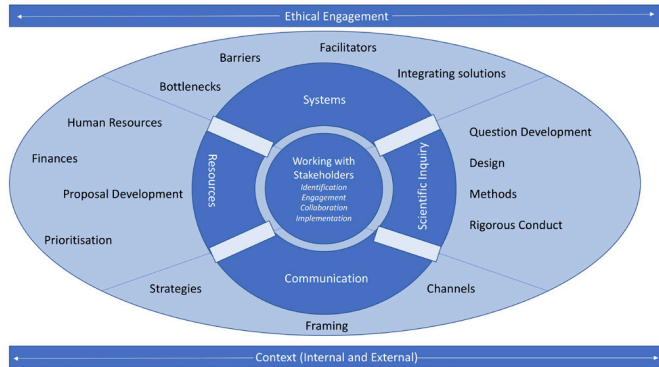 Ethical Engagement
Facilitators
Barriers
Integrating solutions
Bottlenecks
Systems
Human Resources
Finances
Proposal Development
Prioritisation
Resources
Working with
Stakeholders
Identification
Engagement
Collaboration
Implementation
Scientific Inquiry
Question Development
Design
Methods
Rigorous Conduct
Communication
Strategies
Channels
Framing
Context (Internal and External)